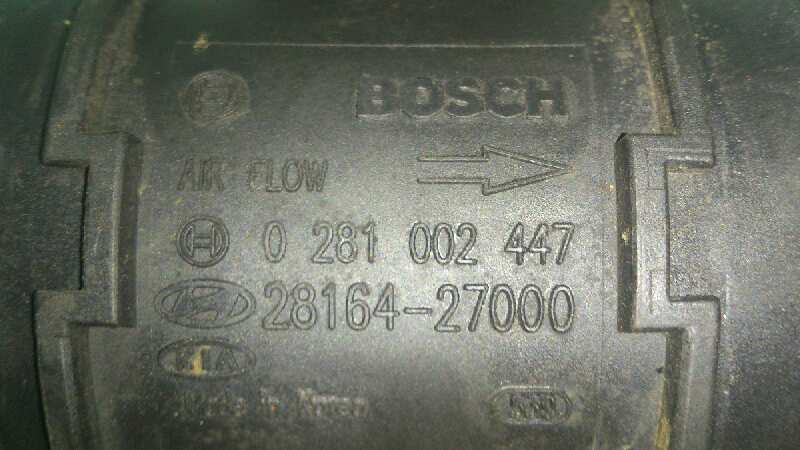 BOSCH
AIR FLOW
0 281 002 447
28164-27000
KIA
Made in Korea